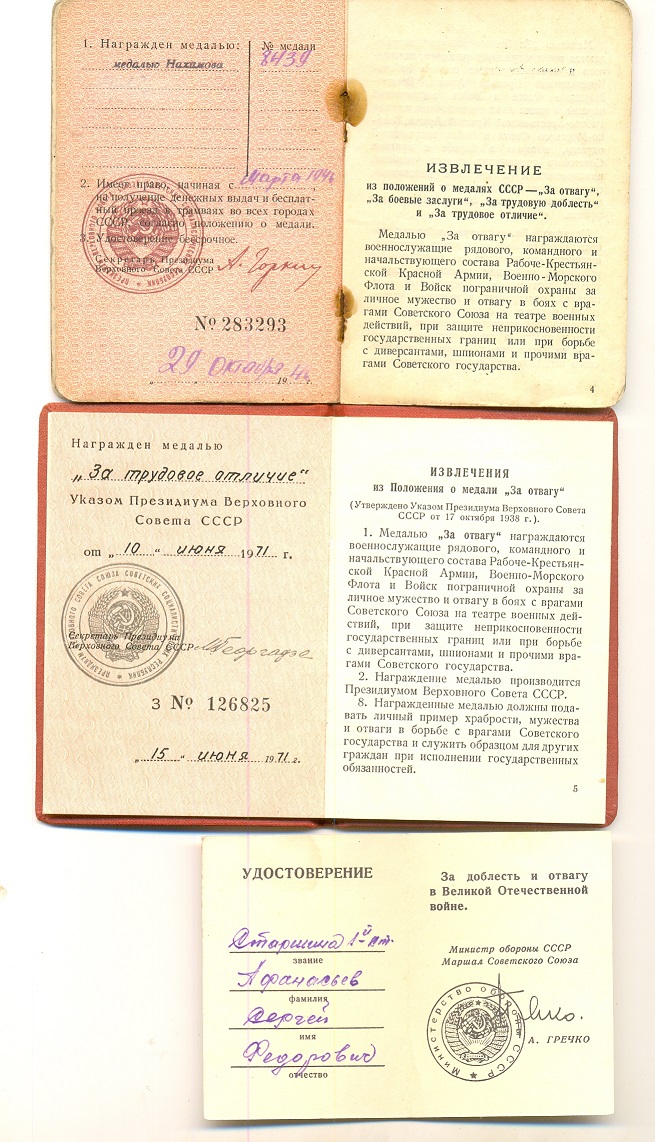 1. Награжден медалью:
№ медали
медалью Нахимова
8439
2. Имеет право, начиная с Марта 194
на получение денежных выдач и бесплат-
ный проезд в трамваях во всех городах
СССР, согласно положению о медали.
3. Удостоверение бессрочное.
Секретарь Президиума
Верховного Совета СССР
А. Горкин
№ 283293
29 октября 19 г.
ИЗВЛЕЧЕНИЕ
из положений о медалях СССР—„За отвагу",
„За боевые заслуги", „За трудовую доблесть"
и „За трудовое отличие".
Медалью „За отвагу" награждаются
военнослужащие рядового, командного и
начальствующего состава Рабоче-Крестьян-
ской Красной Армии, Военно-Морского
Флота и Войск пограничной охраны за
личное мужество и отвагу в боях с вра-
гами Советского Союза на театре военных
действий, при защите неприкосновенности
государственных границ или при борьбе
с диверсантами, шпионами и прочими вра-
гами Советского государства.
4
Награжден медалью
„За трудовое отличие"
Указом Президиума Верховного
Совета СССР
от „10" июня 1971 г.
Секретарь Президиума
Верховного Совета СССР
М. Георгадзе
З № 126825
„15" июня 1971 г.
ИЗВЛЕЧЕНИЯ
из Положения о медали „За отвагу"
(Утверждено Указом Президиума Верховного Совета
СССР от 17 октября 1938 г.).
1. Медалью „За отвагу" награждаются
военнослужащие рядового, командного и
начальствующего состава Рабоче-Крестьян-
ской Красной Армии, Военно-Морского
Флота и Войск пограничной охраны за
личное мужество и отвагу в боях с врагами
Советского Союза на театре военных дей-
ствий, при защите неприкосновенности
государственных границ или при борьбе
с диверсантами, шпионами и прочими вра-
гами Советского государства.
2. Награждение медалью производится
Президиумом Верховного Совета СССР.
8. Награжденные медалью должны пода-
вать личный пример храбрости, мужества
и отваги в борьбе с врагами Советского
государства и служить образцом для других
граждан при исполнении государственных
обязанностей.
5
УДОСТОВЕРЕНИЕ
Старшина 1й ст.
звание
Афанасьев
фамилия
Сергей
имя
Федорович
отчество
За доблесть и отвагу
в Великой Отечественной
войне.
Министр обороны СССР
Маршал Советского Союза
Министерство обороны СССР
А. ГРЕЧКО